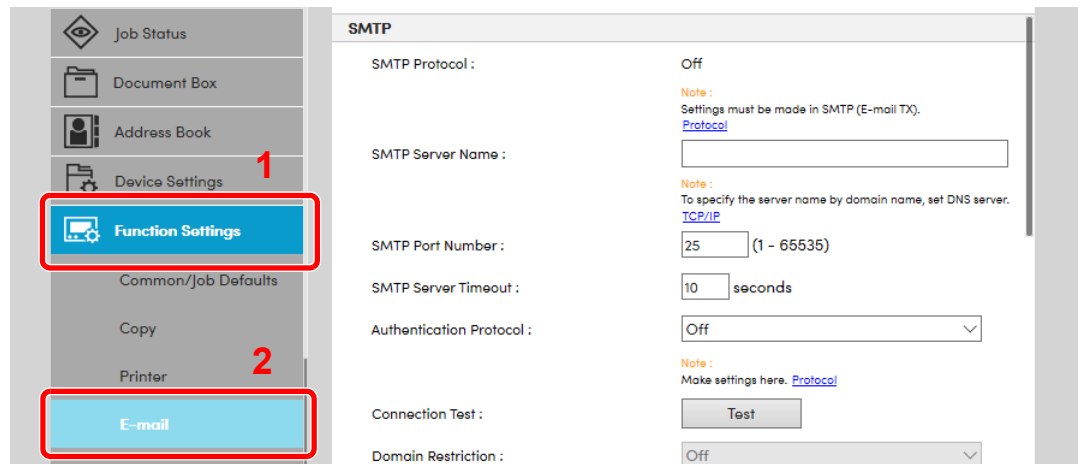 Job Status
Document Box
Address Book
1
Device Settings
Function Settings
Common/Job Defaults
Copy
2
Printer
E-mail
SMTP
SMTP Protocol :
Off
Note :
Settings must be made in SMTP (E-mail TX).
Protocol
SMTP Server Name :
Note :
To specify the server name by domain name, set DNS server.
TCP/IP
SMTP Port Number :
25 (1 - 65535)
SMTP Server Timeout :
10 seconds
Authentication Protocol :
Off
Note :
Make settings here. Protocol
Connection Test :
Test
Domain Restriction :
Off